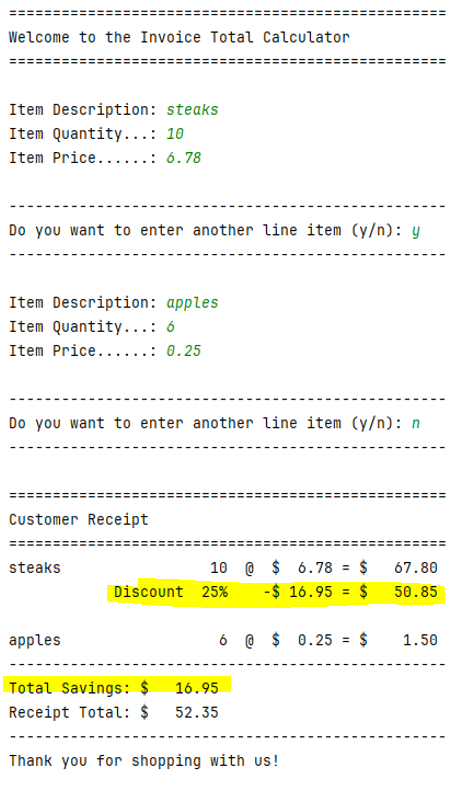 ==================================================
Welcome to the Invoice Total Calculator
==================================================
Item Description: steaks
Item Quantity...: 10
Item Price......: 6.78
--------------------------------------------------
Do you want to enter another line item (y/n): y
--------------------------------------------------
Item Description: apples
Item Quantity...: 6
Item Price......: 0.25
--------------------------------------------------
Do you want to enter another line item (y/n): n
--------------------------------------------------
==================================================
Customer Receipt
==================================================
steaks                 10  @  $  6.78 = $   67.80
            Discount  25%    -$ 16.95 = $   50.85
apples                  6  @  $  0.25 = $    1.50
--------------------------------------------------
Total Savings: $   16.95
Receipt Total: $   52.35
--------------------------------------------------
Thank you for shopping with us!